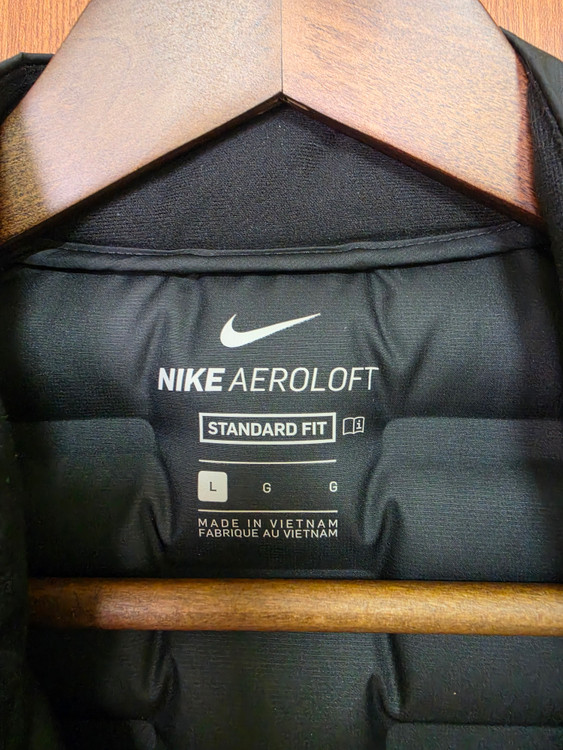 NIKE AEROLOFT
STANDARD FIT
L G G
MADE IN VIETNAM
FABRIQUE AU VIETNAM